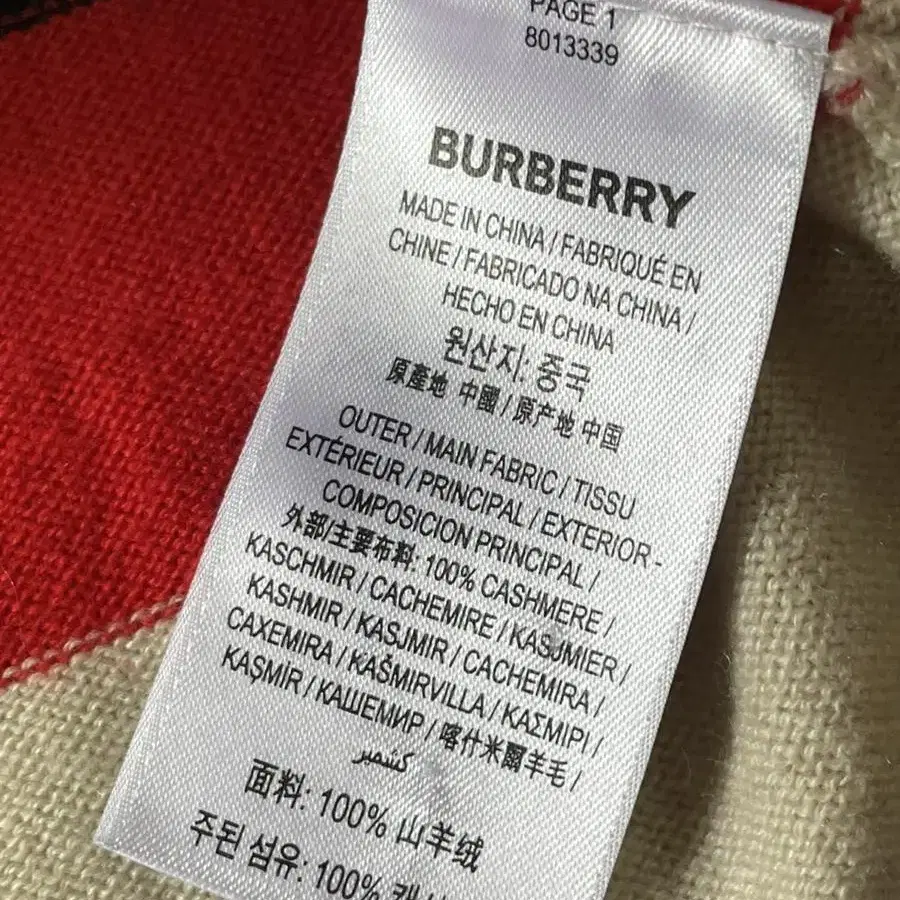 PAGE 1
8013339
BURBERRY
MADE IN CHINA / FABRIQUÉ EN
CHINE / FABRICADO NA CHINA /
HECHO EN CHINA
원산지: 중국
原產地 中國 / 原产地 中国
OUTER / MAIN FABRIC / TISSU
EXTÉRIEUR / PRINCIPAL / EXTERIOR -
COMPOSICION PRINCIPAL /
外部/主要布料: 100% CASHMERE /
KASCHMIR / CACHEMIRE / KASJMIER /
KASHMIR / KASJMIR / CACHEMIRA /
CAXEMIRA / KAŠMIRVILLA / ΚΑΣΜΙΡΙ /
KAŞMİR / КАШЕМИР / 喀什米爾羊毛 /
كشمير
面料: 100% 山羊绒
주된 섬유: 100%